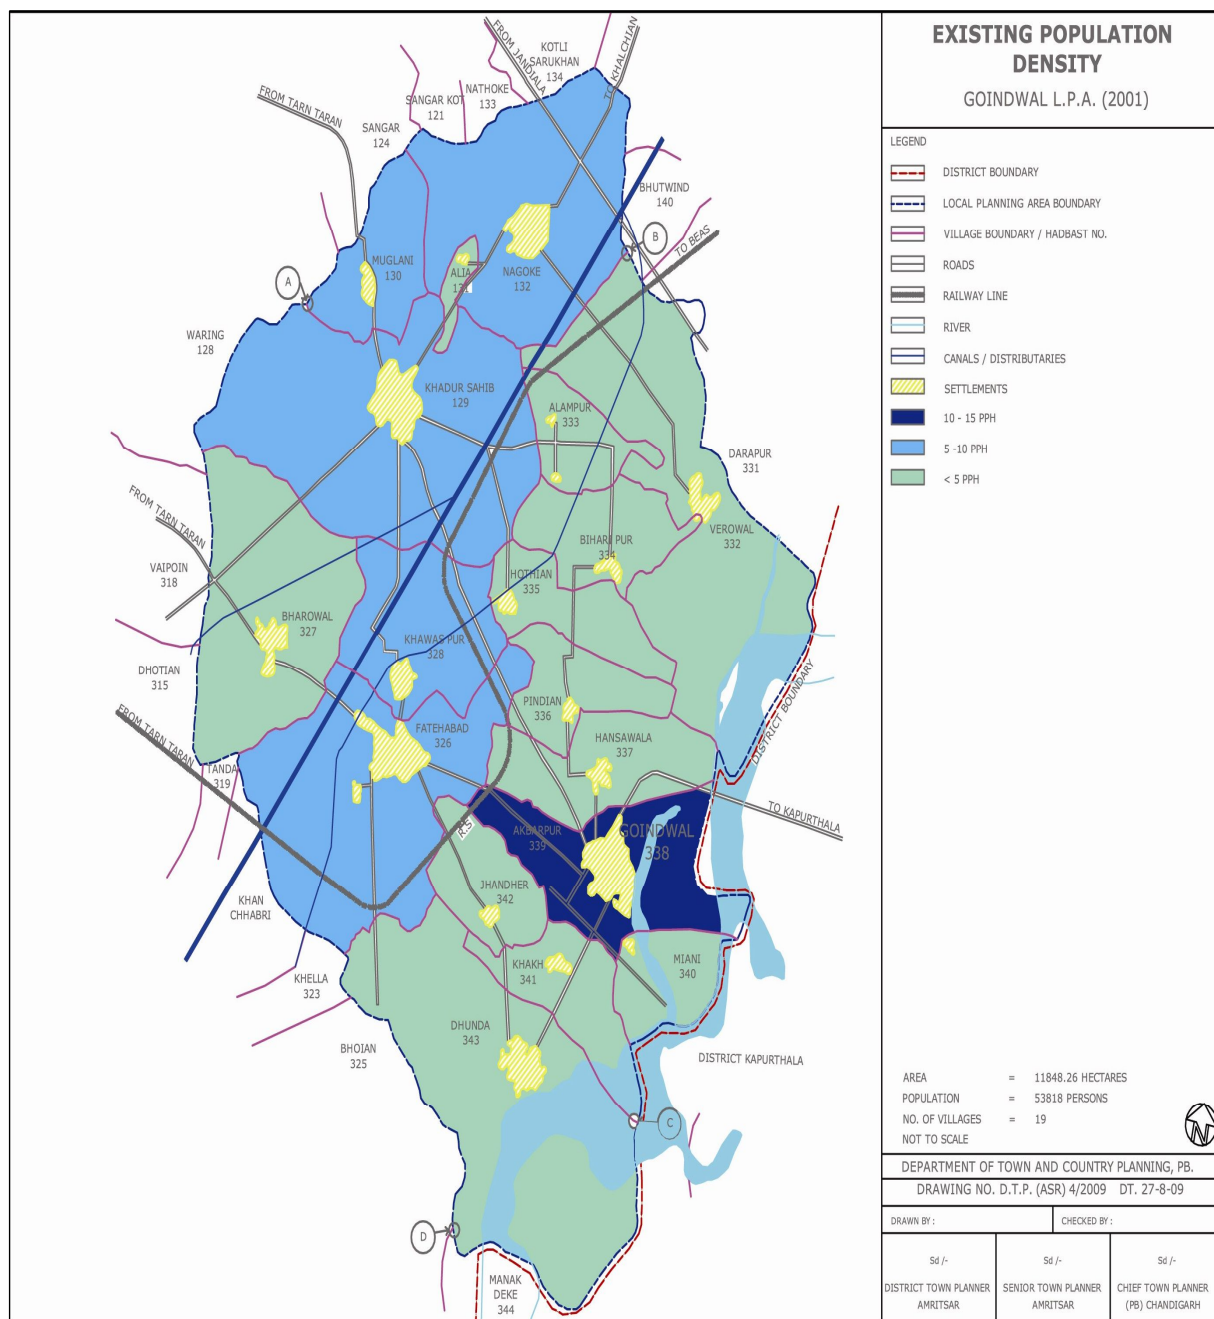 EXISTING POPULATION
DENSITY
GOINDWAL L.P.A. (2001)
LEGEND
DISTRICT BOUNDARY
LOCAL PLANNING AREA BOUNDARY
VILLAGE BOUNDARY / HADBAST NO.
ROADS
RAILWAY LINE
RIVER
CANALS / DISTRIBUTARIES
SETTLEMENTS
10 - 15 PPH
5 -10 PPH
< 5 PPH
FROM JANDIALA
KOTLI
SARUKHAN
134
TO KHALCHIAN
NATHOKE
133
SANGAR KOT
121
FROM TARN TARAN
SANGAR
124
BHUTWIND
140
B
TO BEAS
MUGLANI
130
ALIA
131
NAGOKE
132
A
WARING
128
KHADUR SAHIB
129
ALAMPUR
333
DARAPUR
331
FROM TARN TARAN
VEROWAL
332
BIHARI PUR
334
VAIPOIN
318
HOTHIAN
335
BHAROWAL
327
KHAWAS PUR
328
DHOTIAN
315
PINDIAN
336
DISTRICT BOUNDARY
FROM TARN TARAN
FATEHABAD
326
HANSAWALA
337
TANDA
319
TO KAPURTHALA
R.S
AKBARPUR
339
GOINDWAL
338
KHAN
CHHABRI
JHANDHER
342
KHAKH
341
MIANI
340
KHELLA
323
DHUNDA
343
BHOIAN
325
DISTRICT KAPURTHALA
C
D
MANAK
DEKE
344
AREA = 11848.26 HECTARES
POPULATION = 53818 PERSONS
NO. OF VILLAGES = 19
NOT TO SCALE
N
DEPARTMENT OF TOWN AND COUNTRY PLANNING, PB.
DRAWING NO. D.T.P. (ASR) 4/2009 DT. 27-8-09
DRAWN BY : CHECKED BY :
Sd /- Sd /- Sd /-
DISTRICT TOWN PLANNER SENIOR TOWN PLANNER CHIEF TOWN PLANNER
AMRITSAR AMRITSAR (PB) CHANDIGARH